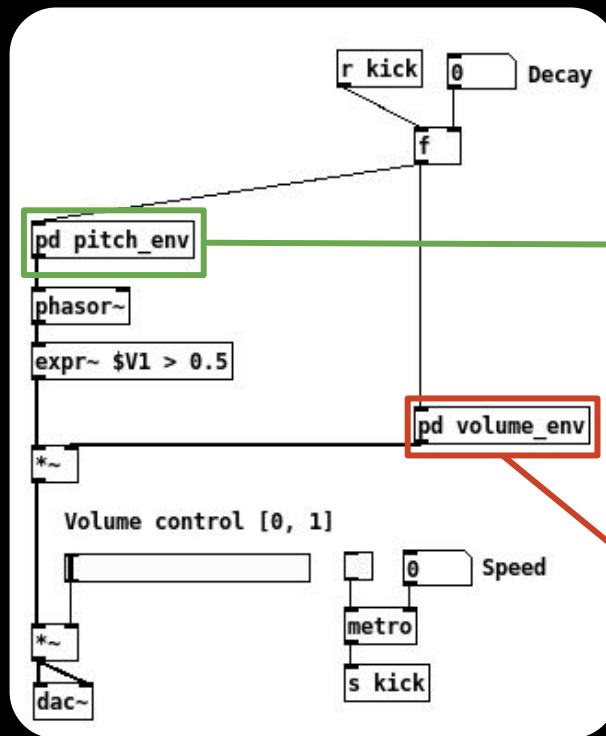 r kick
0
Decay
f
pd pitch_env
phasor~
expr~ $V1 > 0.5
pd volume_env
*~
Volume control [0, 1]
0
Speed
metro
*~
s kick
dac~